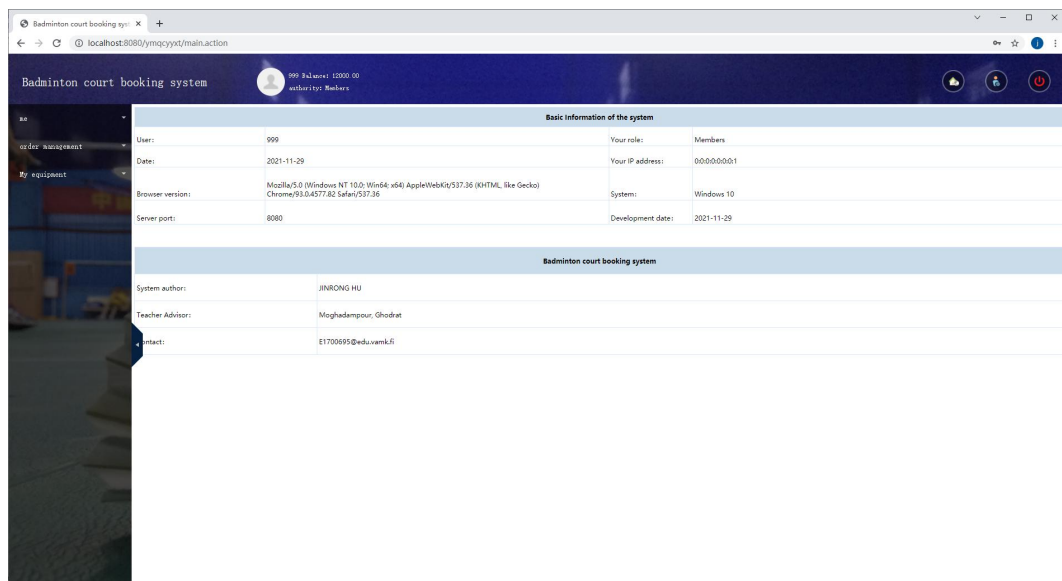 Badminton court booking syst
localhost:8080/ymqcyyxt/main.action
Badminton court booking system
999 Balance: 12000.00
authority: Members
me
order management
My equipment
Basic Information of the system
User: 999 Your role: Members
Date: 2021-11-29 Your IP address: 0:0:0:0:0:0:0:1
Browser version: Mozilla/5.0 (Windows NT 10.0; Win64; x64) AppleWebKit/537.36 (KHTML, like Gecko)
Chrome/93.0.4577.82 Safari/537.36 System: Windows 10
Server port: 8080 Development date: 2021-11-29
Badminton court booking system
System author: JINRONG HU
Teacher Advisor: Moghadampour, Ghodrat
ontact: E1700695@edu.vamk.fi